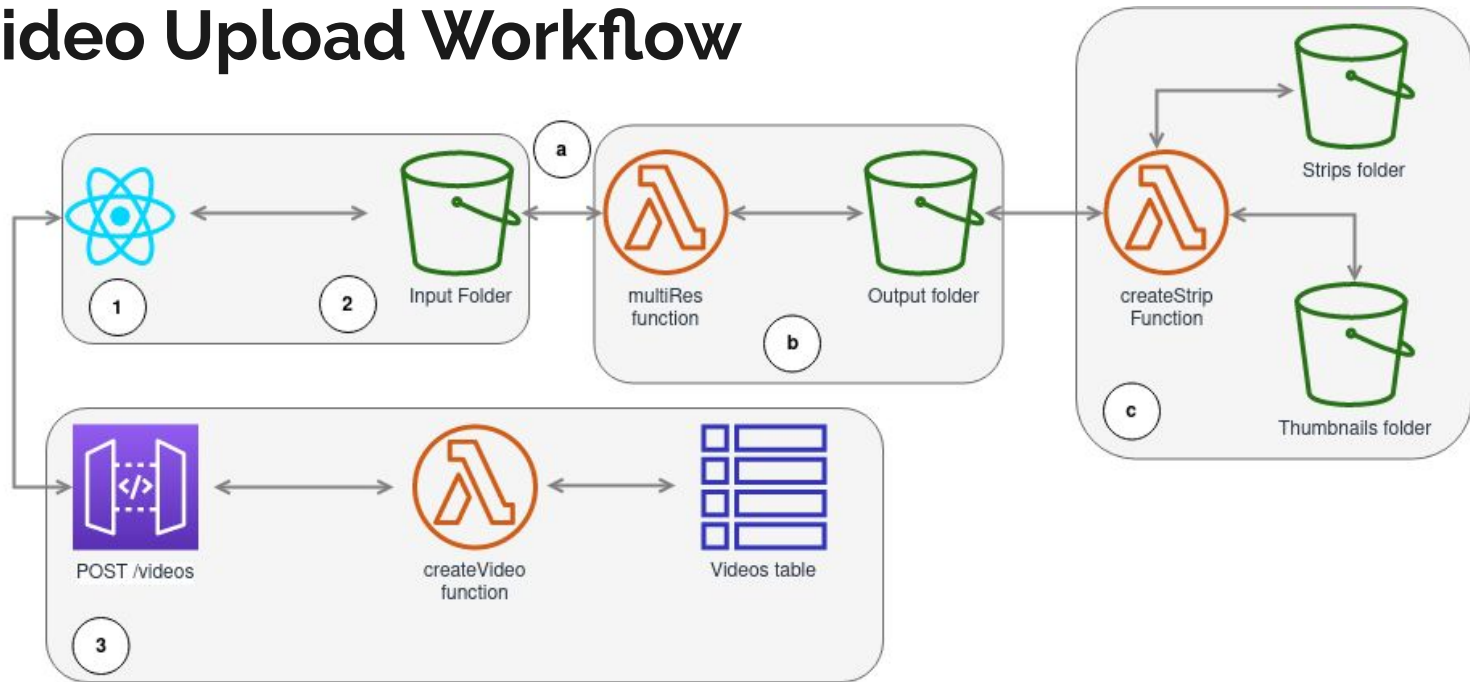 ideo Upload Workflow
a
1
2
Input Folder
multiRes
function
Output folder
b
Strips folder
createStrip
Function
Thumbnails folder
c
</>
POST /videos
createVideo
function
Videos table
3